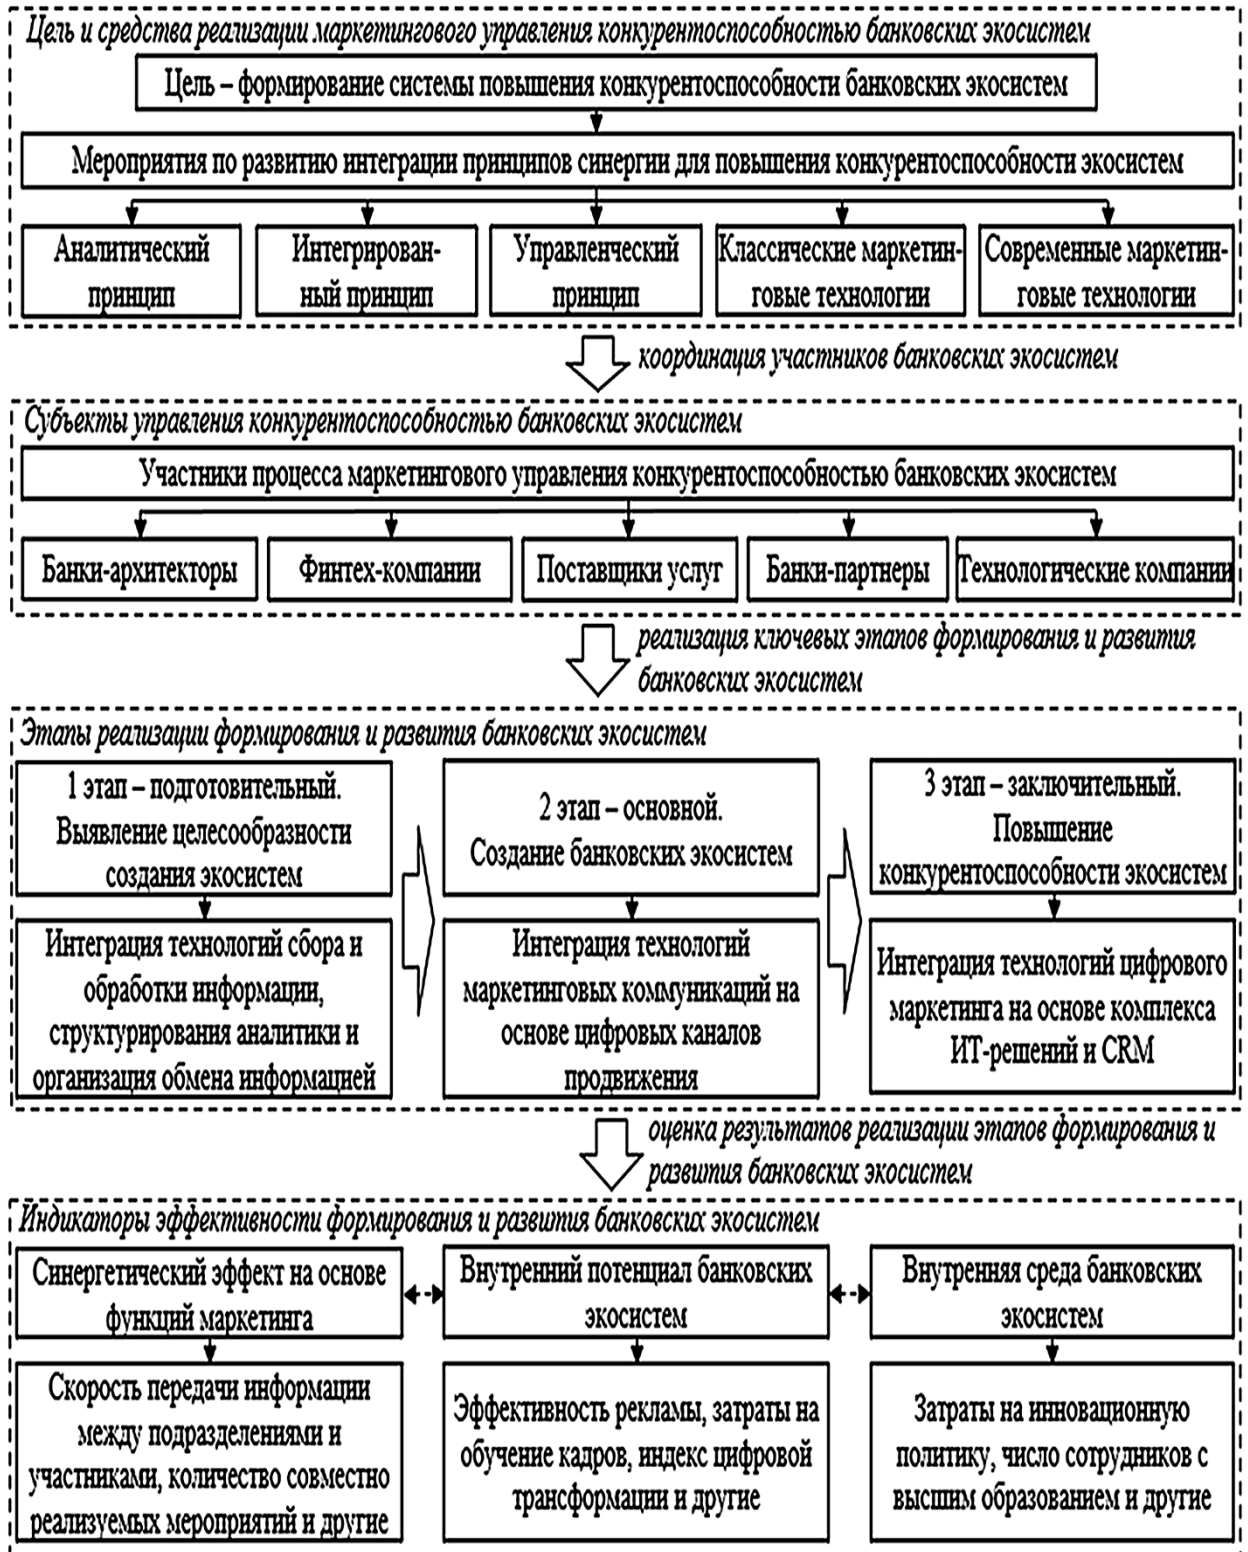 Цель и средства реализации маркетингового управления конкурентоспособностью банковских экосистем
Цель – формирование системы повышения конкурентоспособности банковских экосистем
Мероприятия по развитию интеграции принципов синергии для повышения конкурентоспособности экосистем
Аналитический
принцип
Интегрирован-
ный принцип
Управленческий
принцип
Классические маркетин-
говые технологии
Современные маркетин-
говые технологии
координация участников банковских экосистем
Субъекты управления конкурентоспособностью банковских экосистем
Участники процесса маркетингового управления конкурентоспособностью банковских экосистем
Банки-архитекторы
Финтех-компании
Поставщики услуг
Банки-партнеры
Технологические компании
реализация ключевых этапов формирования и развития
банковских экосистем
Этапы реализации формирования и развития банковских экосистем
1 этап – подготовительный.
Выявление целесообразности
создания экосистем
2 этап – основной.
Создание банковских экосистем
3 этап – заключительный.
Повышение
конкурентоспособности экосистем
Интеграция технологий сбора и
обработки информации,
структурирования аналитики и
организация обмена информацией
Интеграция технологий
маркетинговых коммуникаций на
основе цифровых каналов
продвижения
Интеграция технологий цифрового
маркетинга на основе комплекса
ИТ-решений и CRM
оценка результатов реализации этапов формирования и
развития банковских экосистем
Индикаторы эффективности формирования и развития банковских экосистем
Синергетический эффект на основе
функций маркетинга
Внутренний потенциал банковских
экосистем
Внутренняя среда банковских
экосистем
Скорость передачи информации
между подразделениями и
участниками, количество совместно
реализуемых мероприятий и другие
Эффективность рекламы, затраты на
обучение кадров, индекс цифровой
трансформации и другие
Затраты на инновационную
политику, число сотрудников с
высшим образованием и другие